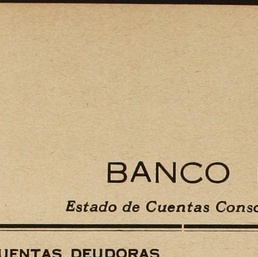 BANCO
Estado de Cuentas Conso
UENTAS DEUDORAS